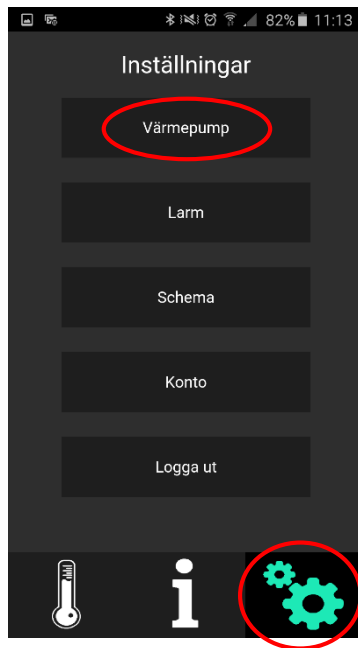 82% 11:13
Inställningar
Värmepump
Larm
Schema
Konto
Logga ut